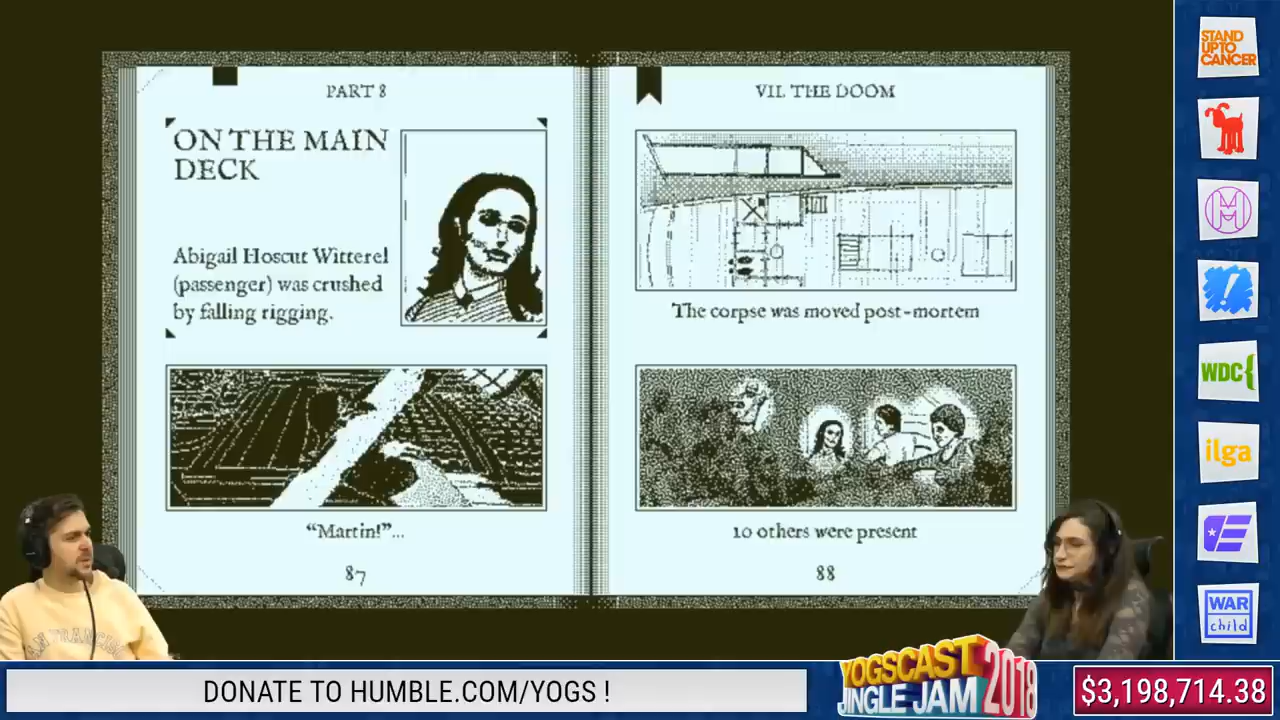 PART 8
ON THE MAIN
DECK
Abigail Hoscut Witterel
(passenger) was crushed
by falling rigging.
“Martin!”...
87
VII. THE DOOM
The corpse was moved post-mortem
10 others were present
88
STAND
UP TO
CANCER
WDC
ilga
WAR
child
DONATE TO HUMBLE.COM/YOGS !
YOGSCAST
JINGLE JAM 2018
$3,198,714.38